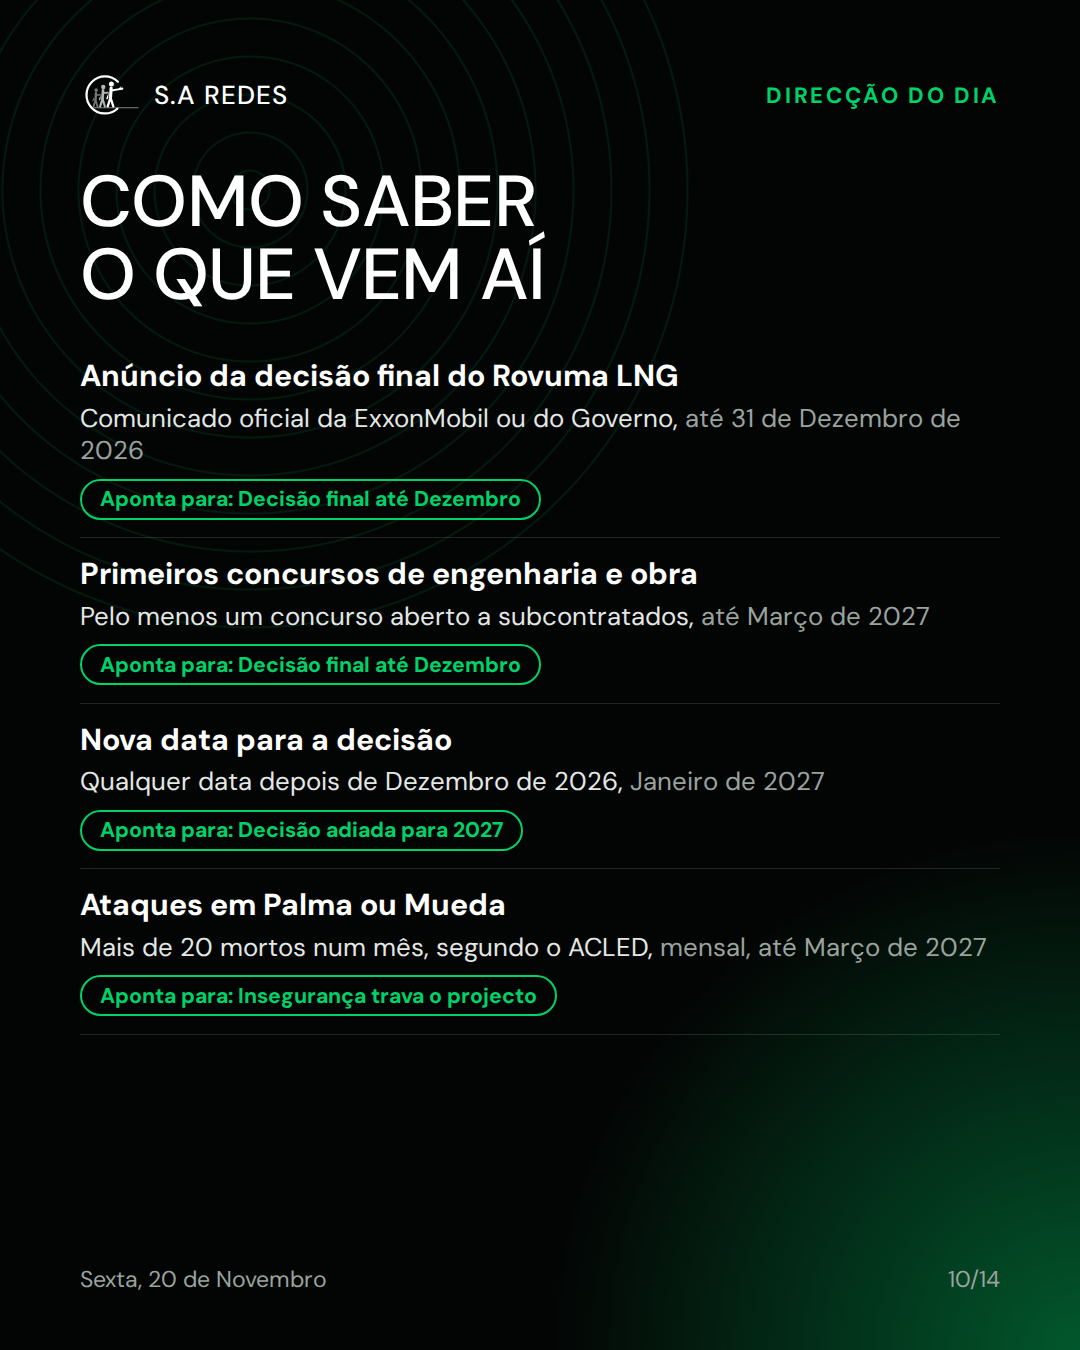 S.A REDES
DIRECÇÃO DO DIA
COMO SABER
O QUE VEM AÍ
Anúncio da decisão final do Rovuma LNG
Comunicado oficial da ExxonMobil ou do Governo, até 31 de Dezembro de
2026
Aponta para: Decisão final até Dezembro
Primeiros concursos de engenharia e obra
Pelo menos um concurso aberto a subcontratados, até Março de 2027
Aponta para: Decisão final até Dezembro
Nova data para a decisão
Qualquer data depois de Dezembro de 2026, Janeiro de 2027
Aponta para: Decisão adiada para 2027
Ataques em Palma ou Mueda
Mais de 20 mortos num mês, segundo o ACLED, mensal, até Março de 2027
Aponta para: Insegurança trava o projecto
Sexta, 20 de Novembro
10/14